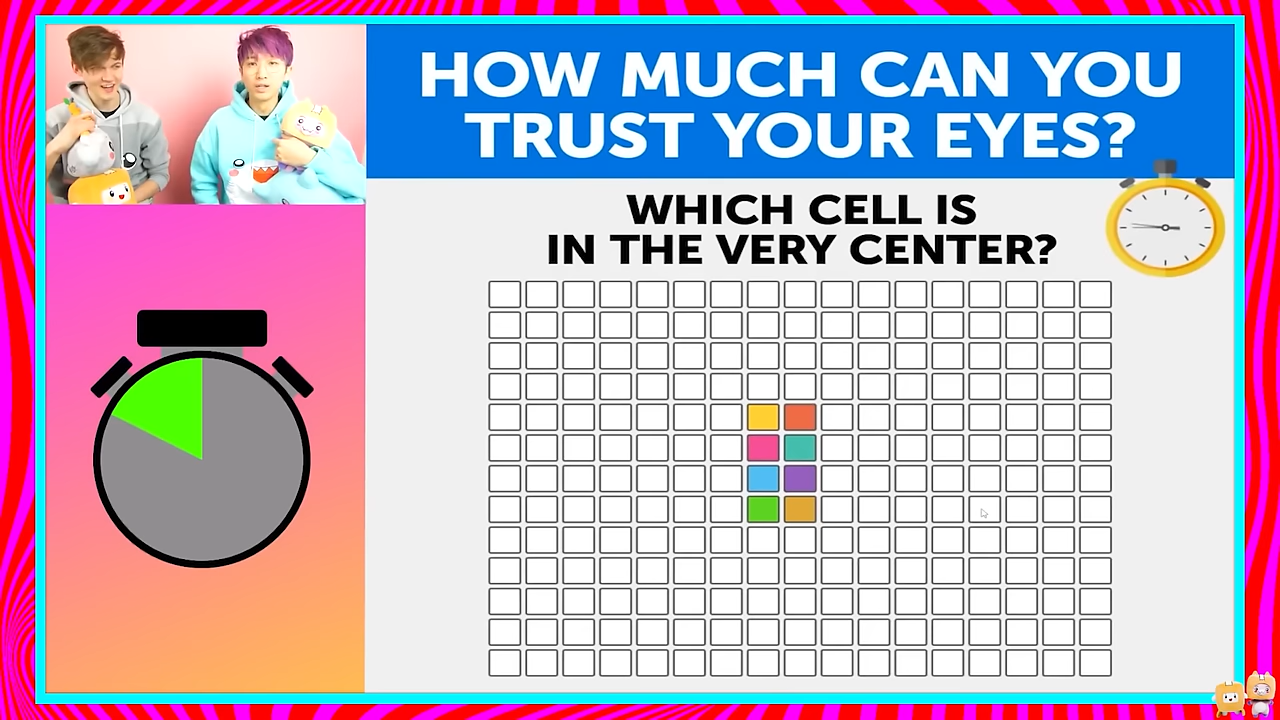 HOW MUCH CAN YOU
TRUST YOUR EYES?
WHICH CELL IS
IN THE VERY CENTER?